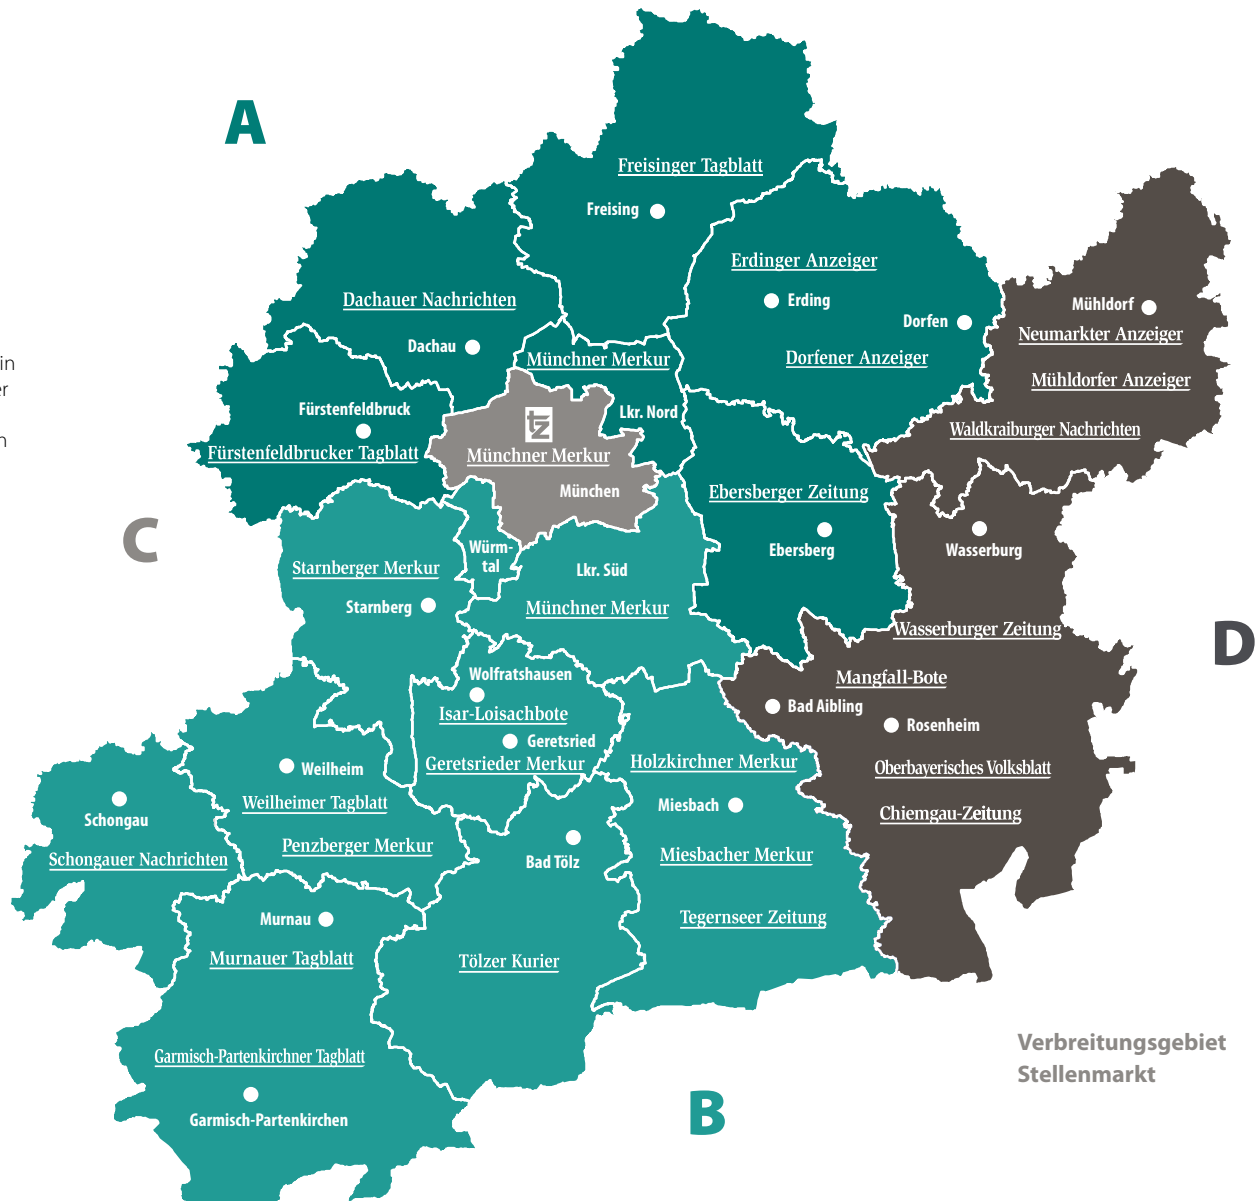 A
Freisinger Tagblatt
Freising
Erdinger Anzeiger
Erding
Dorfen
Dorfener Anzeiger
Dachauer Nachrichten
Dachau
Mühldorf
Neumarkter Anzeiger
Mühldorfer Anzeiger
Waldkraiburger Nachrichten
in
er
n
Münchner Merkur
Lkr. Nord
Fürstenfeldbruck
Fürstenfeldbrucker Tagblatt
tz
Münchner Merkur
München
Ebersberger Zeitung
Ebersberg
Wasserburg
C
Würm-
tal
Starnberger Merkur
Starnberg
Lkr. Süd
Münchner Merkur
Wasserburger Zeitung
D
Mangfall-Bote
Bad Aibling
Rosenheim
Oberbayerisches Volksblatt
Chiemgau-Zeitung
Wolfratshausen
Isar-Loisachbote
Geretsried
Geretsrieder Merkur
Holzkirchner Merkur
Miesbach
Miesbacher Merkur
Tegernseer Zeitung
Weilheim
Weilheimer Tagblatt
Penzberger Merkur
Schongau
Schongauer Nachrichten
Bad Tölz
Tölzer Kurier
Murnau
Murnauer Tagblatt
Garmisch-Partenkirchner Tagblatt
Garmisch-Partenkirchen
B
Verbreitungsgebiet
Stellenmarkt